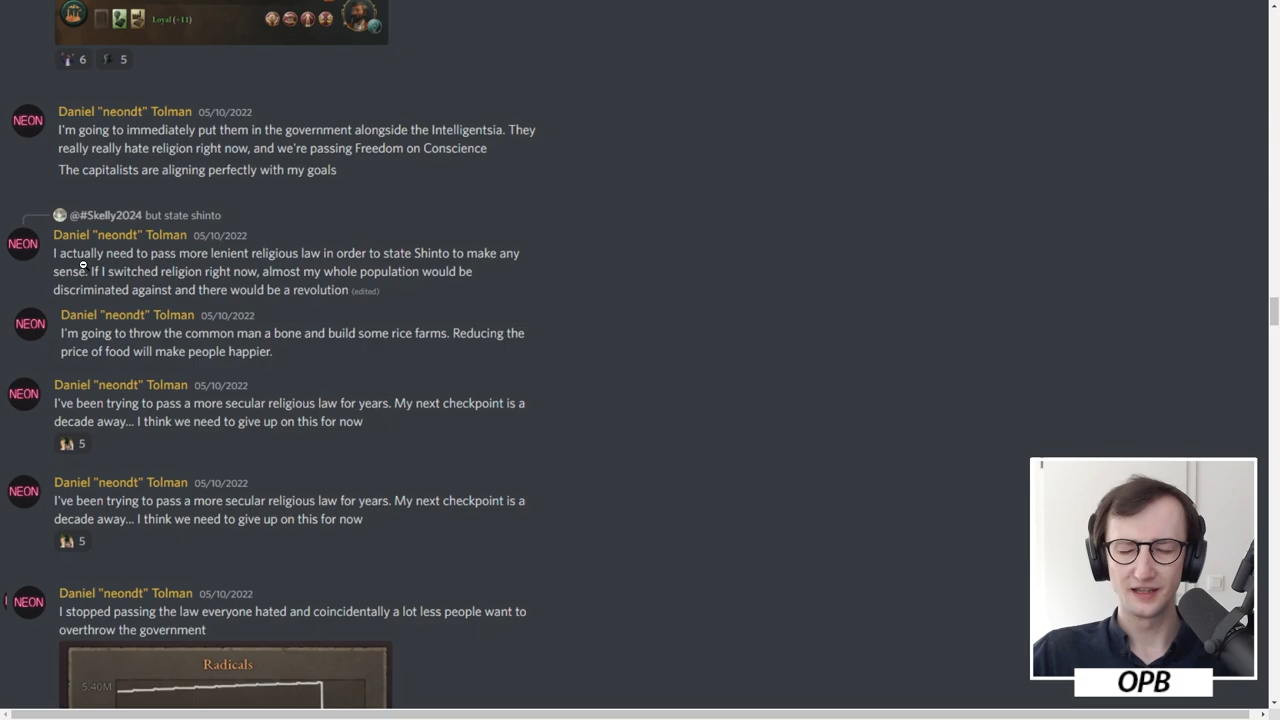 Loyal (+11)
6 5
NEON
Daniel "neondt" Tolman 05/10/2022
I'm going to immediately put them in the government alongside the Intelligentsia. They
really really hate religion right now, and we're passing Freedom on Conscience
The capitalists are aligning perfectly with my goals
@#Skelly2024 but state shinto
NEON
Daniel "neondt" Tolman 05/10/2022
I actually need to pass more lenient religious law in order to state Shinto to make any
sense. If I switched religion right now, almost my whole population would be
discriminated against and there would be a revolution (edited)
NEON
Daniel "neondt" Tolman 05/10/2022
I'm going to throw the common man a bone and build some rice farms. Reducing the
price of food will make people happier.
NEON
Daniel "neondt" Tolman 05/10/2022
I've been trying to pass a more secular religious law for years. My next checkpoint is a
decade away... I think we need to give up on this for now
5
NEON
Daniel "neondt" Tolman 05/10/2022
I've been trying to pass a more secular religious law for years. My next checkpoint is a
decade away... I think we need to give up on this for now
5
NEON
Daniel "neondt" Tolman 05/10/2022
I stopped passing the law everyone hated and coincidentally a lot less people want to
overthrow the government
Radicals
5.40M
OPB